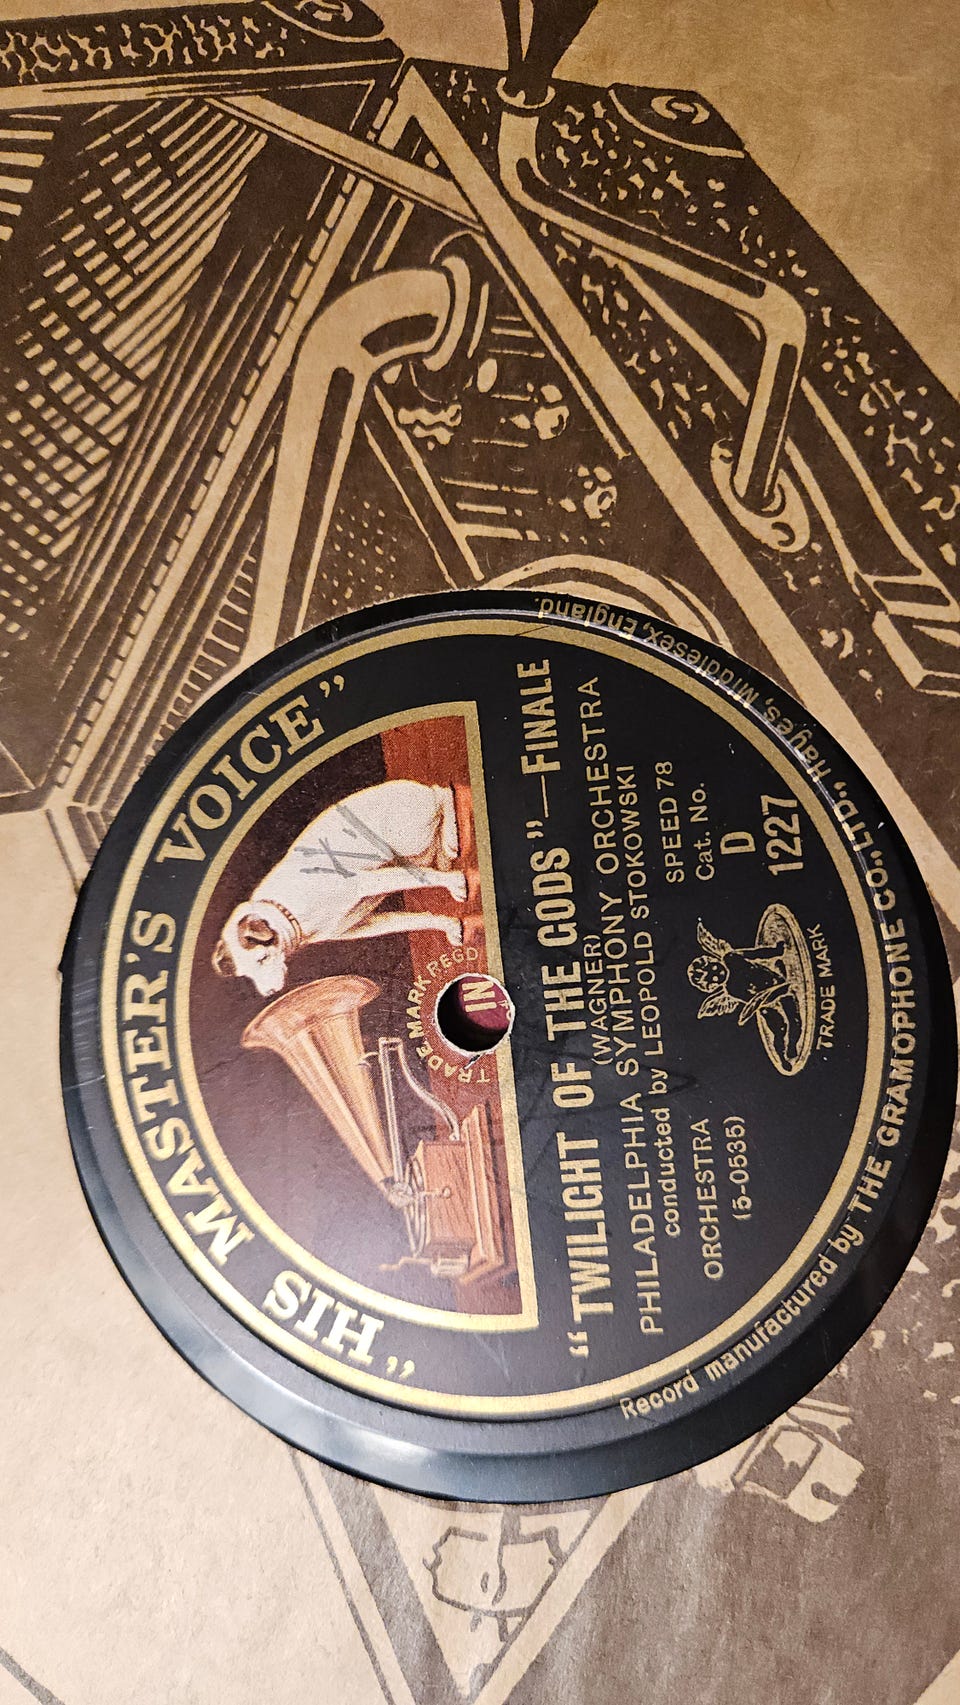 “HIS MASTER'S VOICE”
TRADE MARK REGD
IN
“TWILIGHT OF THE GODS”—FINALE
(WAGNER)
PHILADELPHIA SYMPHONY ORCHESTRA
conducted by LEOPOLD STOKOWSKI
ORCHESTRA
SPEED 78
(5-0535)
Cat. No.
D
1227
TRADE MARK
Record manufactured by THE GRAMOPHONE CO., LTD., Hayes, Middlesex, England.